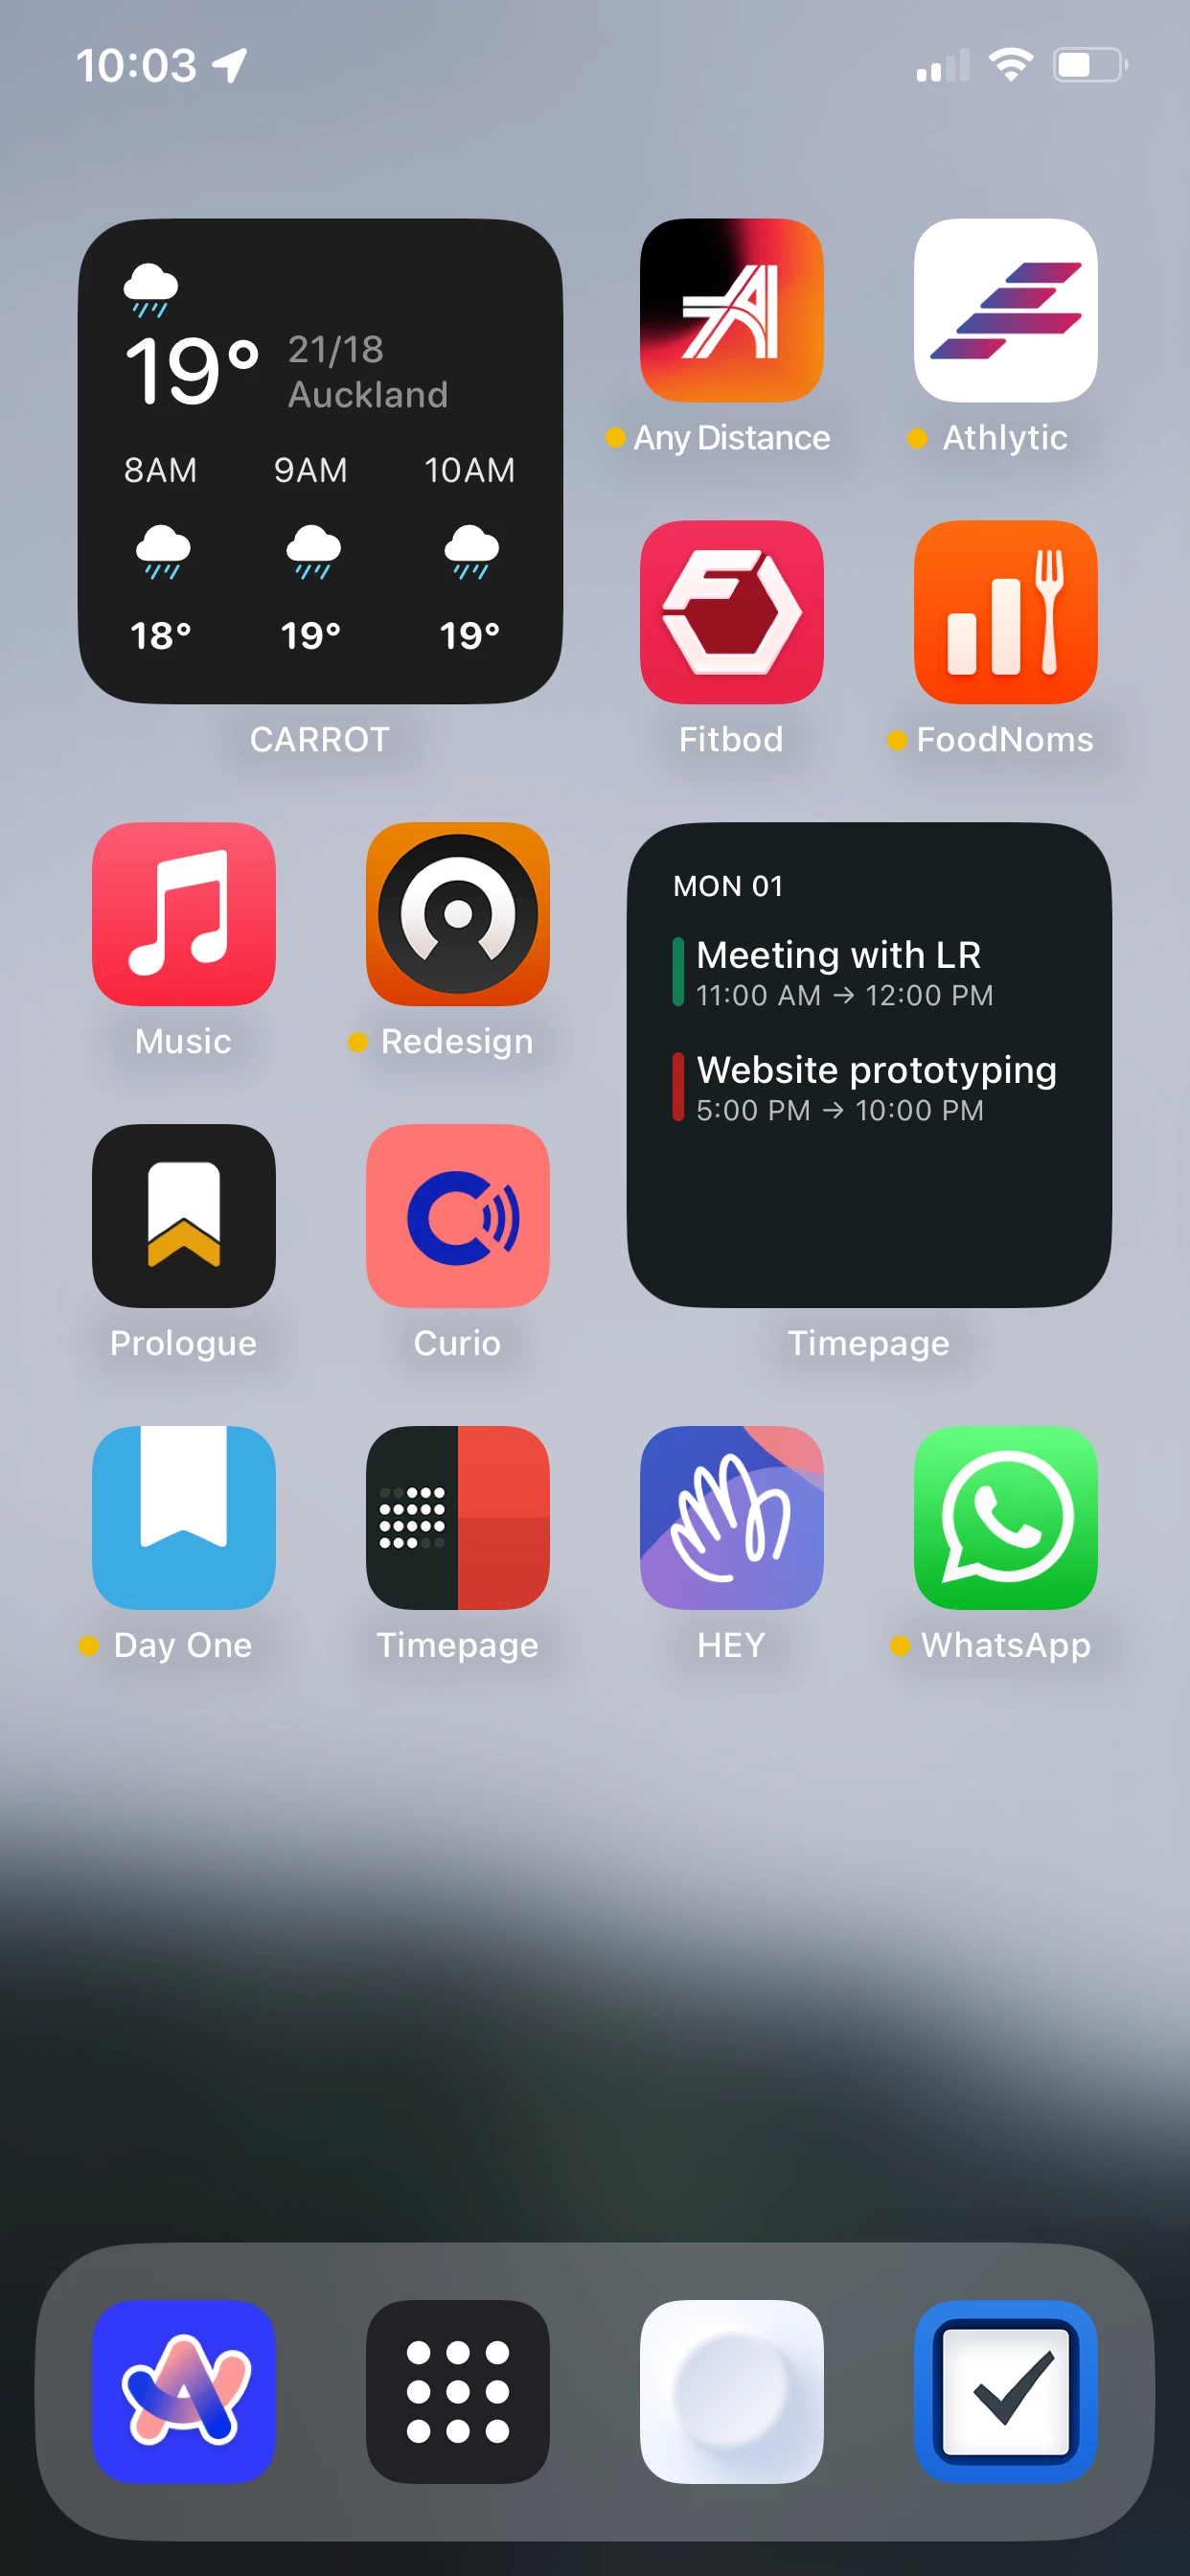 10:03
19°
21/18
Auckland
8AM 9AM 10AM
18° 19° 19°
CARROT
Any Distance
Athlytic
Fitbod
FoodNoms
MON 01
Meeting with LR
11:00 AM → 12:00 PM
Website prototyping
5:00 PM → 10:00 PM
Timepage
Music
Redesign
Prologue
Curio
Day One
Timepage
HEY
WhatsApp